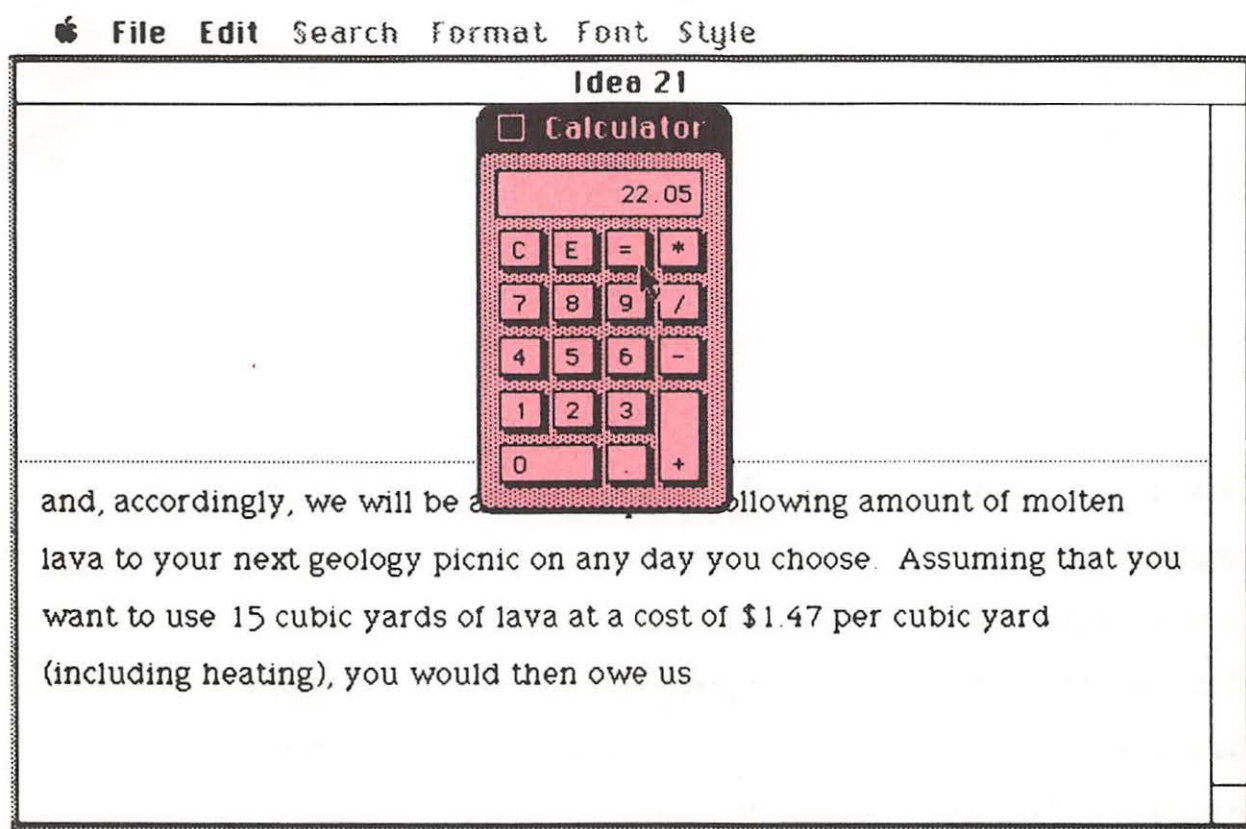 File Edit Search Format Font Style
Idea 21
Calculator
22.05
C E = *
7 8 9 /
4 5 6 -
1 2 3
0 . +
and, accordingly, we will be a ollowing amount of molten
lava to your next geology picnic on any day you choose. Assuming that you
want to use 15 cubic yards of lava at a cost of $1.47 per cubic yard
(including heating), you would then owe us